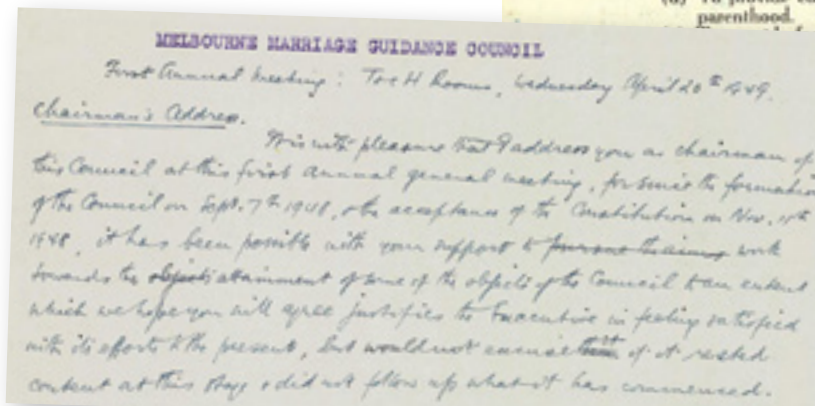 parenthood.
MELBOURNE MARRIAGE GUIDANCE COUNCIL
First Annual Meeting : Toc H Rooms, Wednesday April 20th 1949.
Chairman's Address.
It is with pleasure that I address you as chairman of
this Council at this first annual general meeting, for since the formation
of the Council on Sept. 7th 1948, & the acceptance of the Constitution on Nov.
1948, it has been possible with your support to pursue the aims work
towards the objects attainment of some of the objects of the Council to an extent
which we hope you will agree justifies the Executive in feeling satisfied
with its efforts to the present, but would not excuse it if it rested
content at this stage & did not follow up what it has commenced.